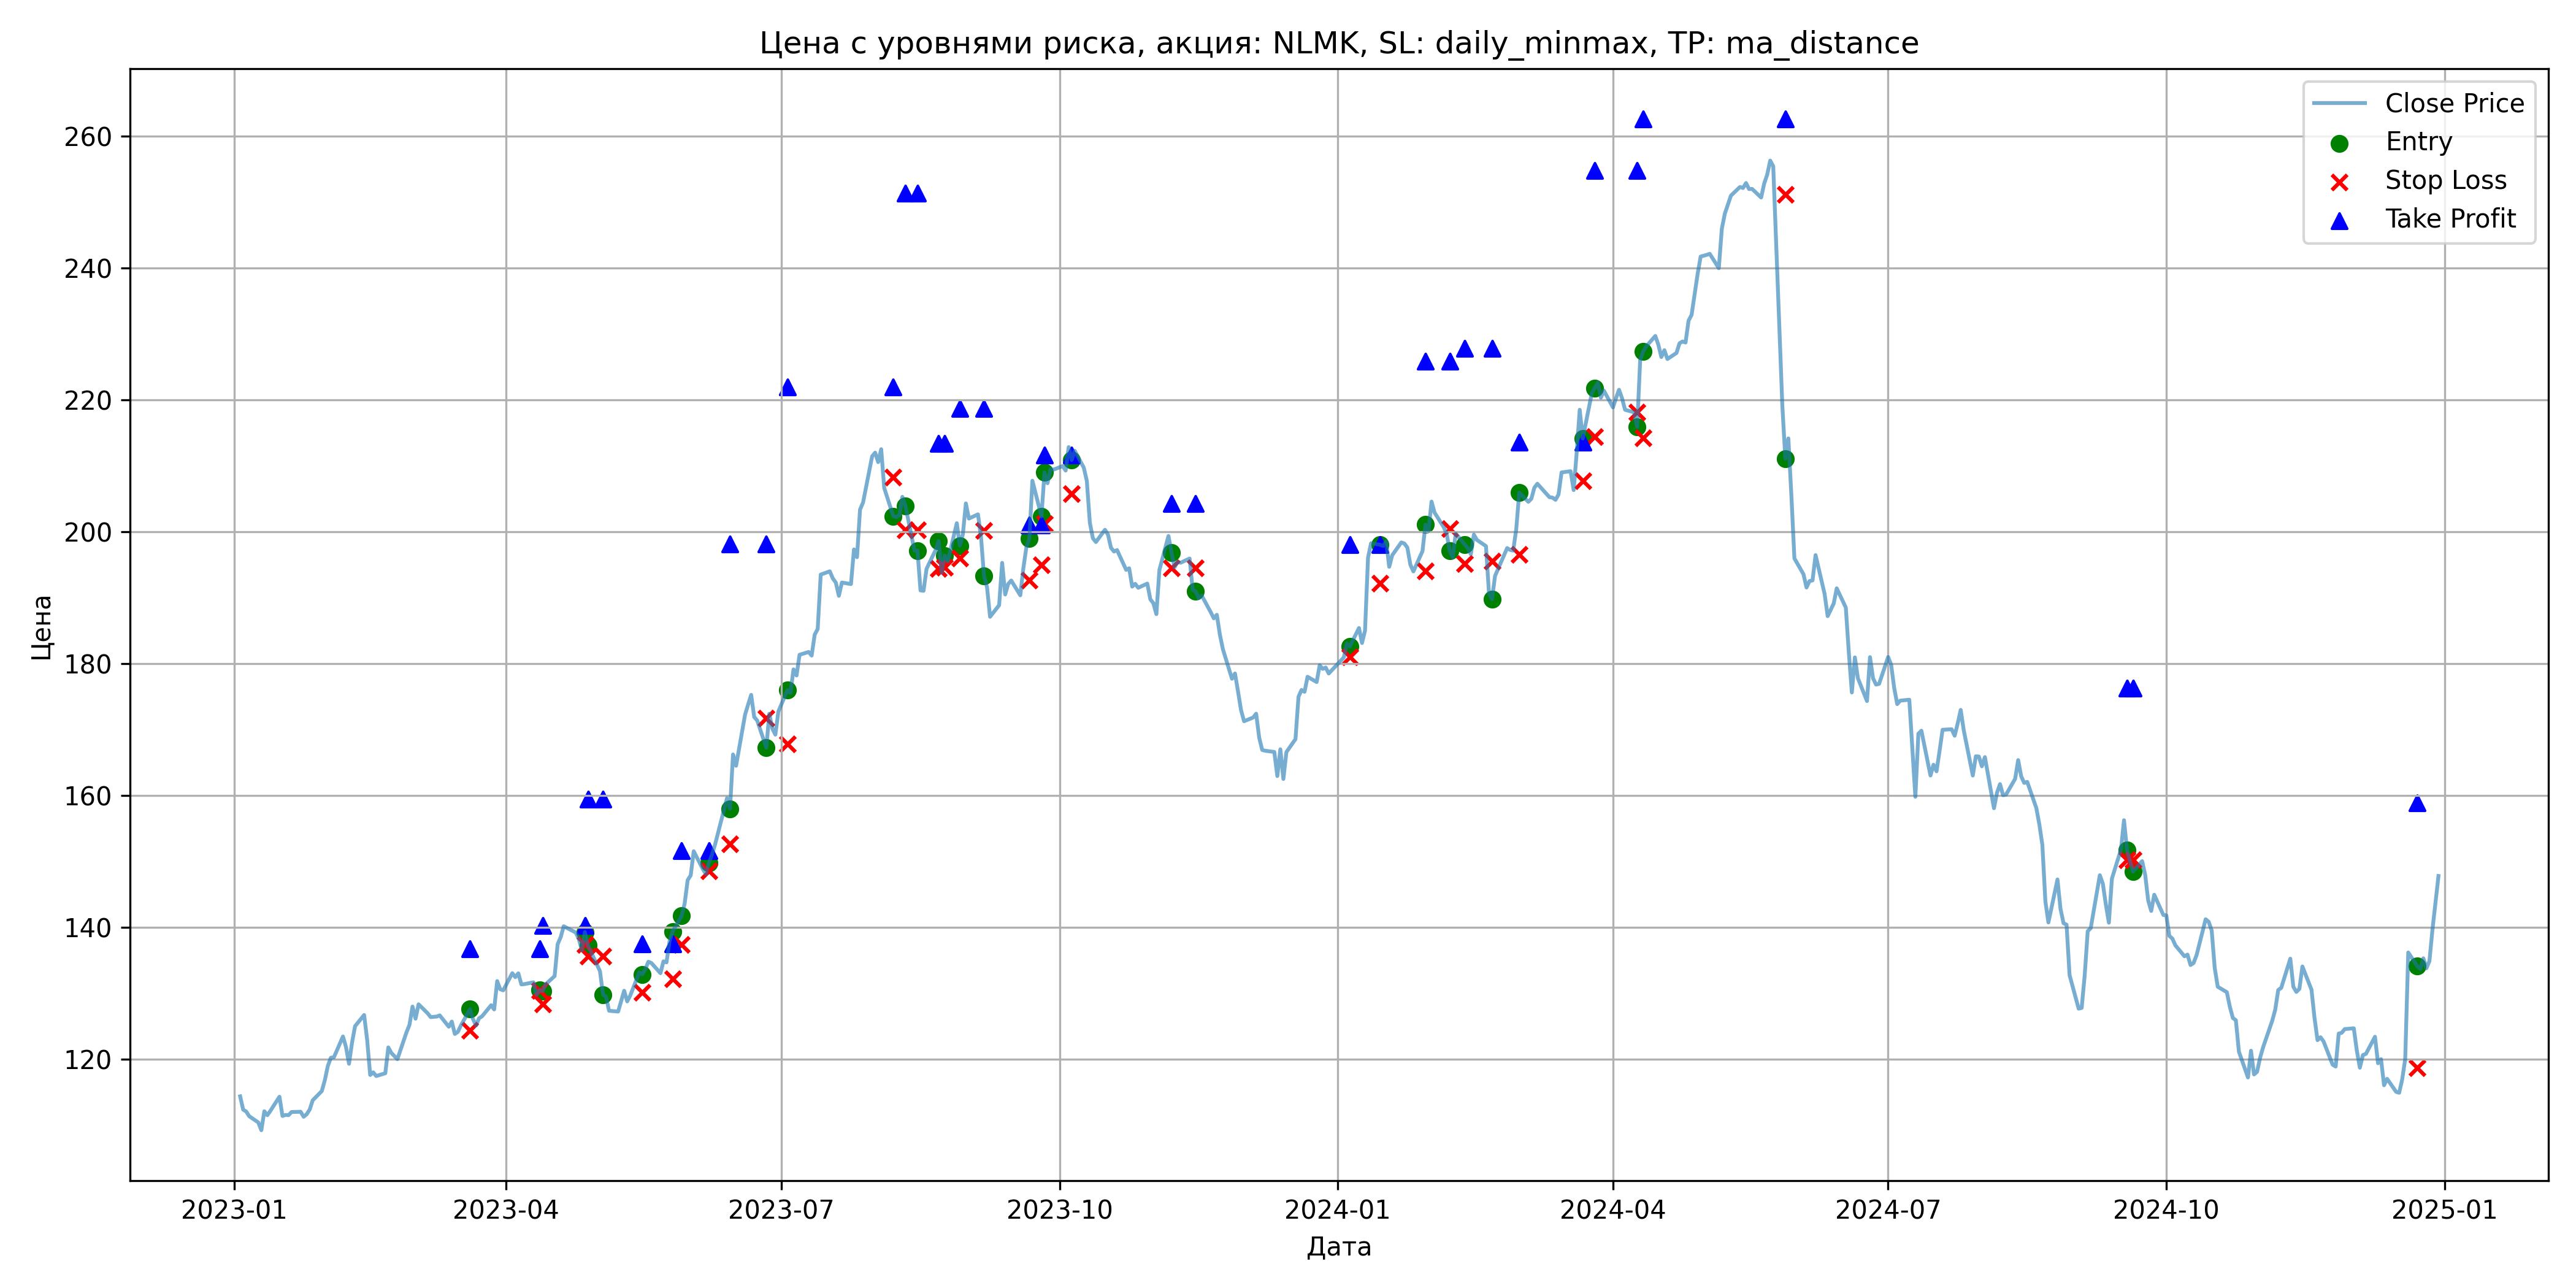 Цена с уровнями риска, акция: NLMK, SL: daily_minmax, TP: ma_distance
Close Price
Entry
Stop Loss
Take Profit
Цена
260
240
220
200
180
160
140
120
2023-01
2023-04
2023-07
2023-10
2024-01
2024-04
2024-07
2024-10
2025-01
Дата